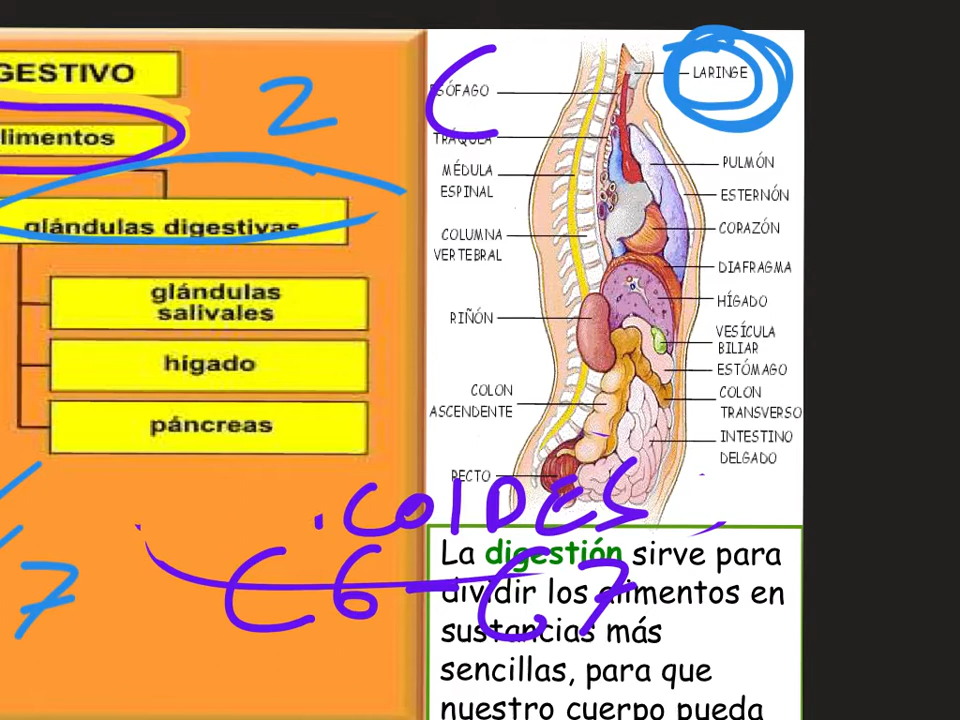 GESTIVO
limentos
2
glándulas digestivas
glándulas
salivales
hígado
páncreas
7
LARINGE
ESÓFAGO
TRÁQUEA
MÉDULA
ESPINAL
PULMÓN
ESTERNÓN
COLUMNA
VERTEBRAL
CORAZÓN
DIAFRAGMA
HÍGADO
RIÑÓN
VESÍCULA
BILIAR
ESTÓMAGO
COLON
ASCENDENTE
COLON
TRANSVERSO
INTESTINO
DELGADO
RECTO
COIDES
C6-C7
La digestión sirve para
dividir los alimentos en
sustancias más
sencillas, para que
nuestro cuerpo pueda